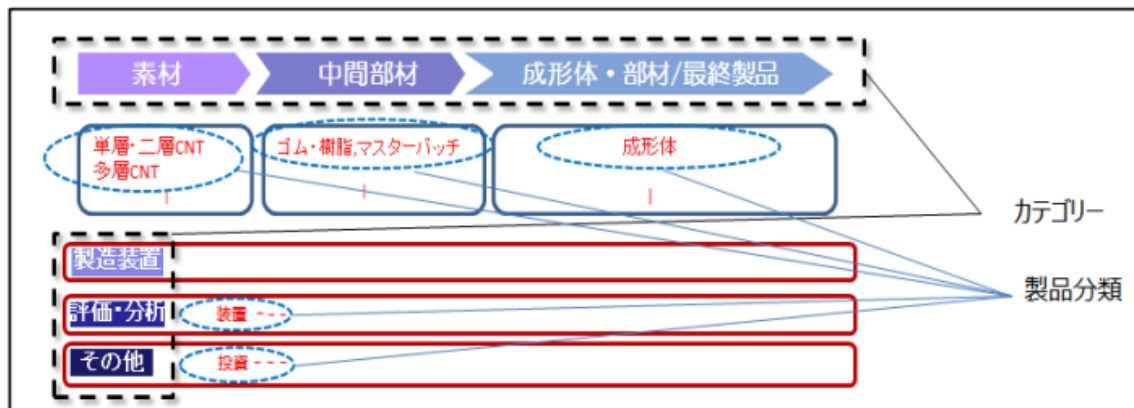 素材
中間部材
成形体・部材/最終製品
単層・二層CNT
多層CNT
ゴム・樹脂,マスターバッチ
成形体
カテゴリー
製造装置
製品分類
評価・分析
装置
その他
投資